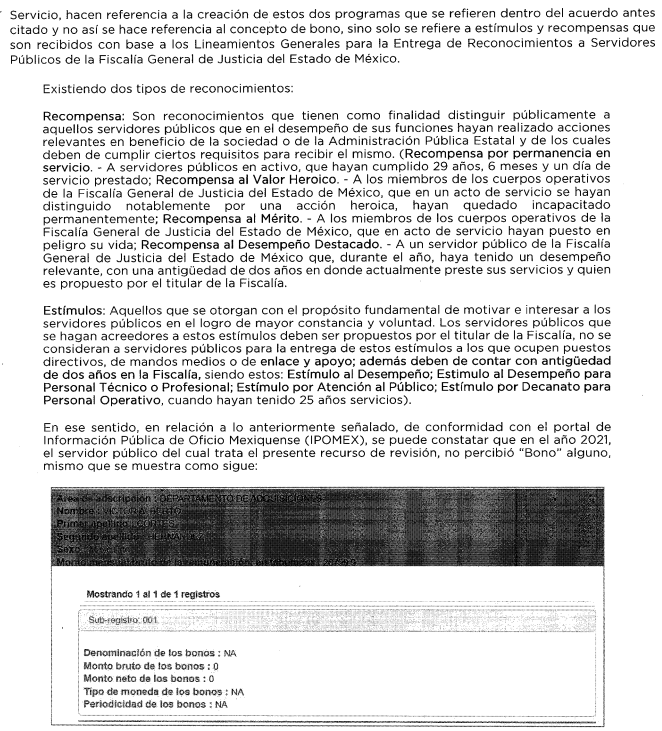 Servicio, hacen referencia a la creación de estos dos programas que se refieren dentro del acuerdo antes
citado y no así se hace referencia al concepto de bono, sino solo se refiere a estímulos y recompensas que
son recibidos con base a los Lineamientos Generales para la Entrega de Reconocimientos a Servidores
Públicos de la Fiscalía General de Justicia del Estado de México.
Existiendo dos tipos de reconocimientos:
Recompensa: Son reconocimientos que tienen como finalidad distinguir públicamente a
aquellos servidores públicos que en el desempeño de sus funciones hayan realizado acciones
relevantes en beneficio de la sociedad o de la Administración Pública Estatal y de los cuales
deben de cumplir ciertos requisitos para recibir el mismo. (Recompensa por permanencia en
servicio. - A servidores públicos en activo, que hayan cumplido 29 años, 6 meses y un día de
servicio prestado; Recompensa al Valor Heroico. - A los miembros de los cuerpos operativos
de la Fiscalía General de Justicia del Estado de México, que en un acto de servicio se hayan
distinguido notablemente por una acción heroica, hayan quedado incapacitado
permanentemente; Recompensa al Mérito. - A los miembros de los cuerpos operativos de la
Fiscalía General de Justicia del Estado de México, que en acto de servicio hayan puesto en
peligro su vida; Recompensa al Desempeño Destacado. - A un servidor público de la Fiscalía
General de Justicia del Estado de México que, durante el año, haya tenido un desempeño
relevante, con una antigüedad de dos años en donde actualmente preste sus servicios y quien
es propuesto por el titular de la Fiscalía.
Estímulos: Aquellos que se otorgan con el propósito fundamental de motivar e interesar a los
servidores públicos en el logro de mayor constancia y voluntad. Los servidores públicos que
se hagan acreedores a estos estímulos deben ser propuestos por el titular de la Fiscalía, no se
consideran a servidores públicos para la entrega de estos estímulos a los que ocupen puestos
directivos, de mandos medios o de enlace y apoyo; además deben de contar con antigüedad
de dos años en la Fiscalía, siendo estos: Estímulo al Desempeño; Estimulo al Desempeño para
Personal Técnico o Profesional; Estímulo por Atención al Público; Estímulo por Decanato para
Personal Operativo, cuando hayan tenido 25 años servicios).
En ese sentido, en relación a lo anteriormente señalado, de conformidad con el portal de
Información Pública de Oficio Mexiquense (IPOMEX), se puede constatar que en el año 2021,
el servidor público del cual trata el presente recurso de revisión, no percibió "Bono" alguno,
mismo que se muestra como sigue:
Área de adscripción : DEPARTAMENTO DE ADQUISICIONES
Nombre : VICTOR ALBERTO
Primer apellido : CORTES
Segundo apellido :
Sexo :
Mostrando 1 al 1 de 1 registros
Sub-registro: 001
Denominación de los bonos : NA
Monto bruto de los bonos : 0
Monto neto de los bonos : 0
Tipo de moneda de los bonos : NA
Periodicidad de los bonos : NA